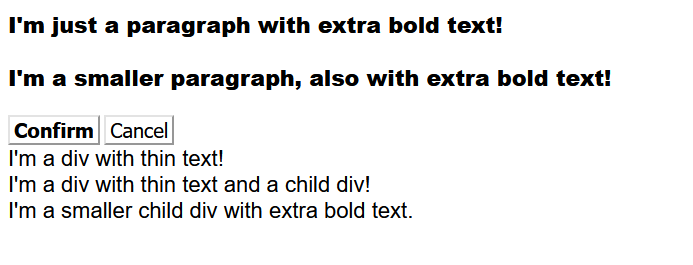 I'm just a paragraph with extra bold text!
I'm a smaller paragraph, also with extra bold text!
Confirm Cancel
I'm a div with thin text!
I'm a div with thin text and a child div!
I'm a smaller child div with extra bold text.